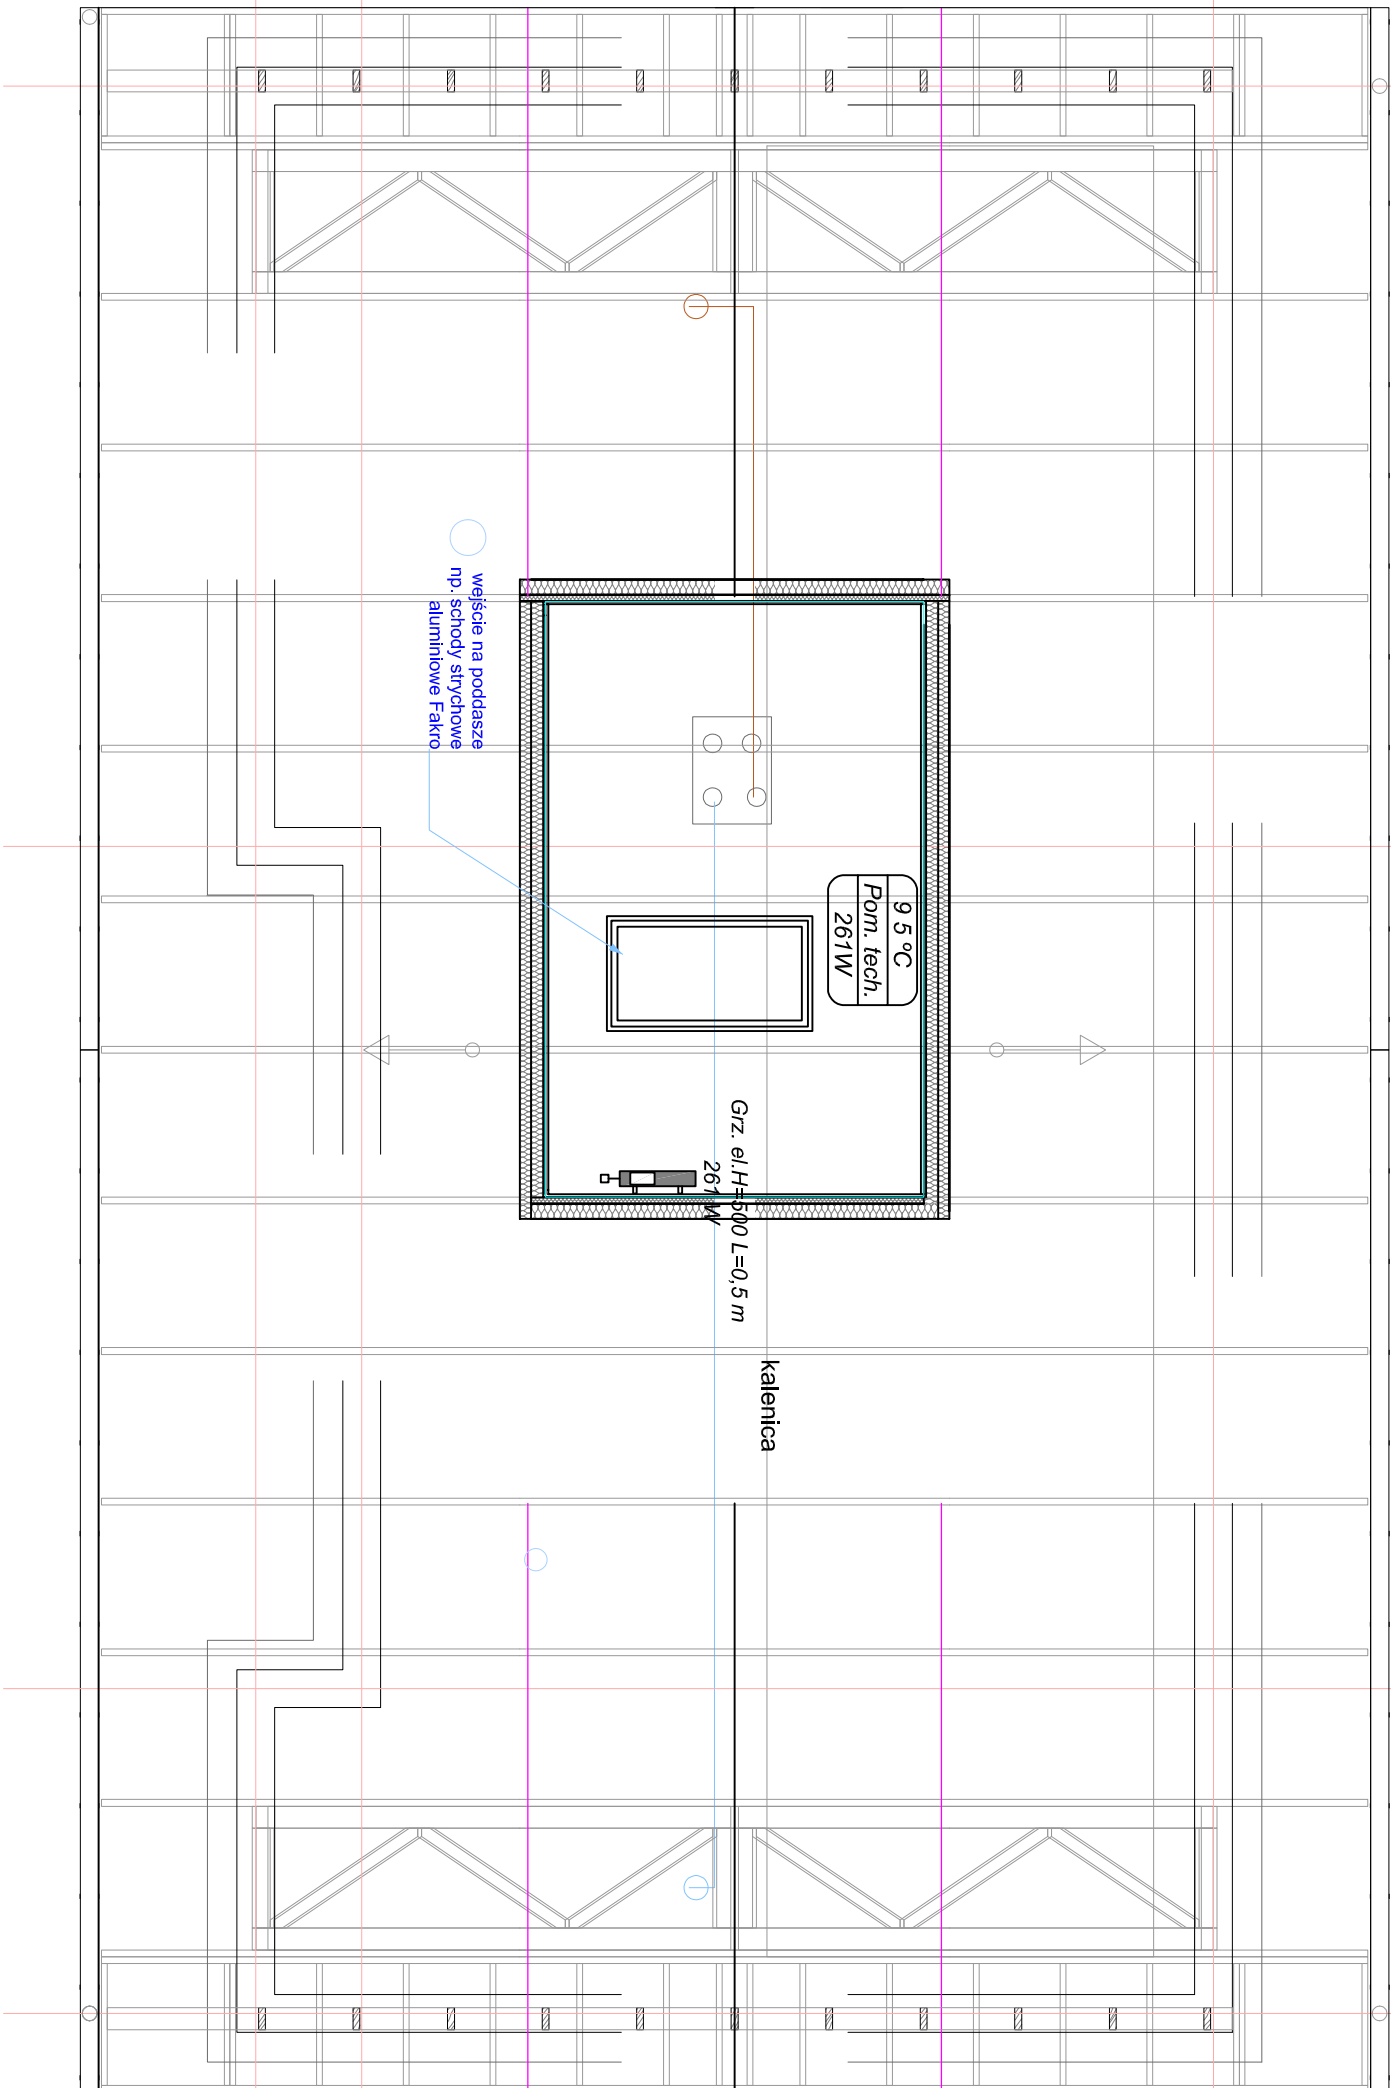 wejście na poddasze
np. schody strychowe
aluminiowe Fakro
9 5 °C
Pom. tech.
261W
Grz. el.H=500 L=0,5 m
261 W
kalenica